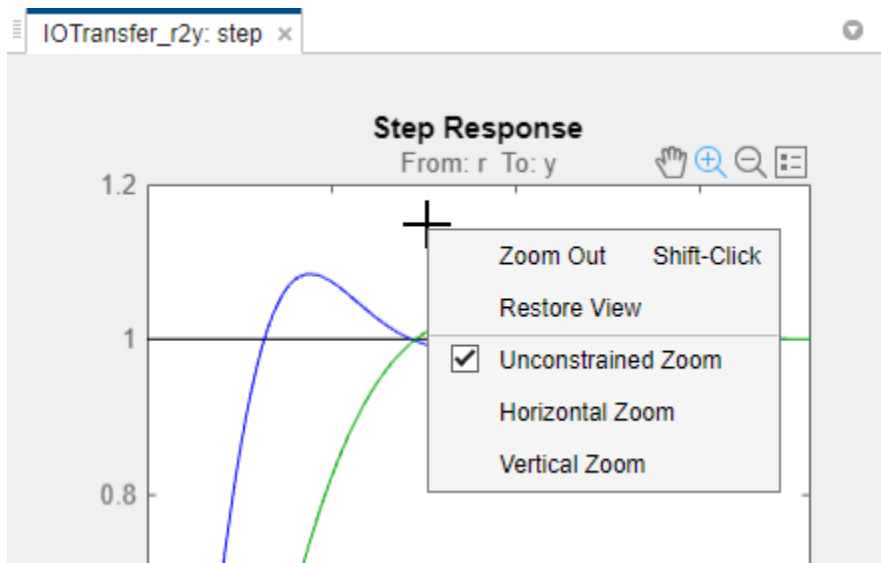 IOTransfer_r2y: step ×
Step Response
From: r To: y
1.2
Zoom Out Shift-Click
Restore View
1
Unconstrained Zoom
Horizontal Zoom
Vertical Zoom
0.8